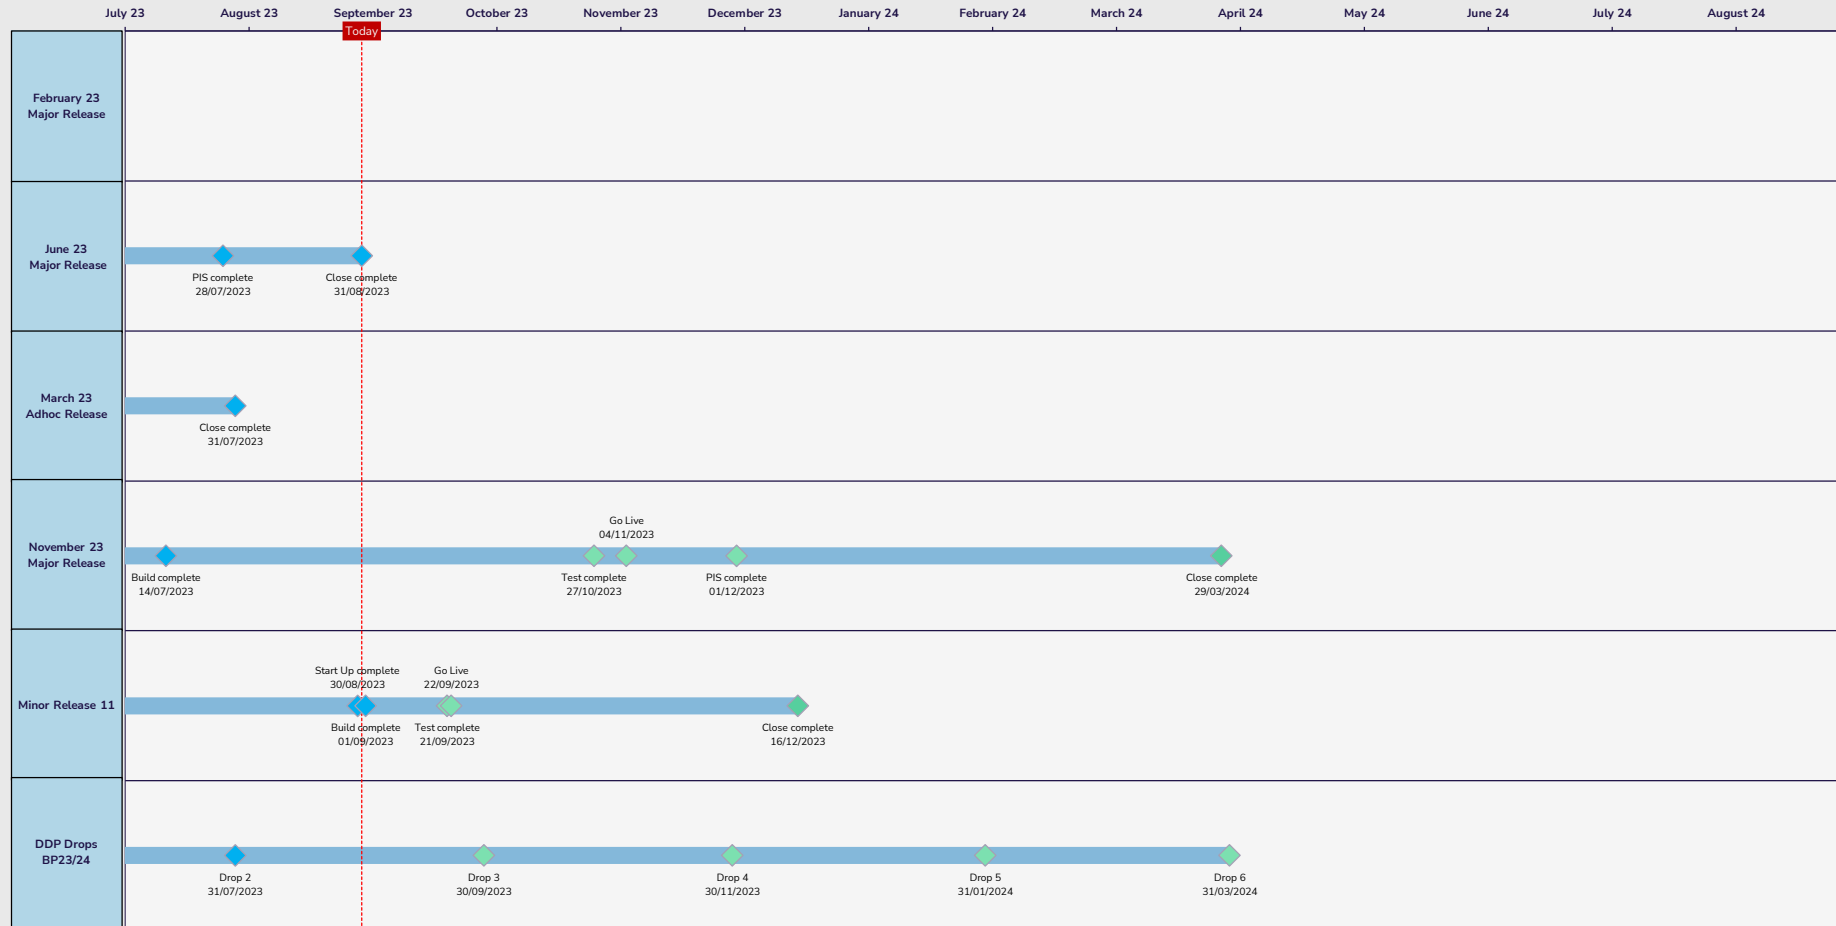 July 23
August 23
September 23
October 23
November 23
December 23
January 24
February 24
March 24
April 24
May 24
June 24
July 24
August 24
Today
February 23
Major Release
June 23
Major Release
PIS complete
28/07/2023
Close complete
31/08/2023
March 23
Adhoc Release
Close complete
31/07/2023
November 23
Major Release
Build complete
14/07/2023
Test complete
27/10/2023
Go Live
04/11/2023
PIS complete
01/12/2023
Close complete
29/03/2024
Minor Release 11
Start Up complete
30/08/2023
Build complete
01/09/2023
Go Live
22/09/2023
Test complete
21/09/2023
Close complete
16/12/2023
DDP Drops
BP23/24
Drop 2
31/07/2023
Drop 3
30/09/2023
Drop 4
30/11/2023
Drop 5
31/01/2024
Drop 6
31/03/2024